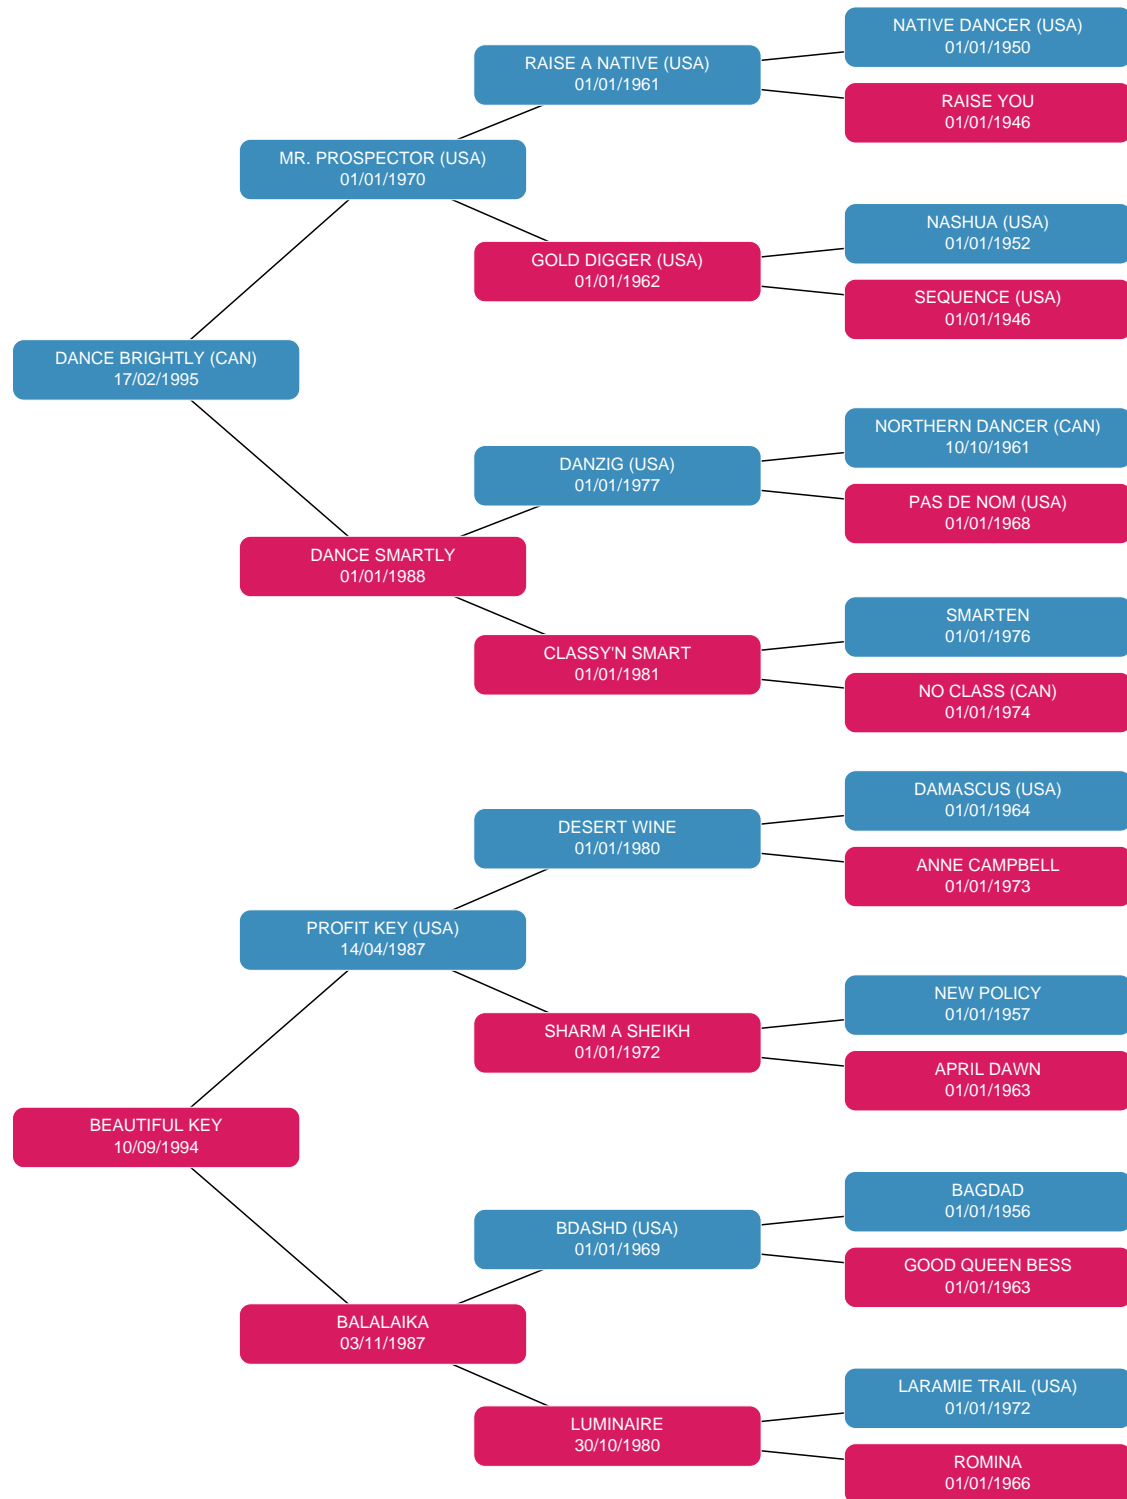 NATIVE DANCER (USA)
01/01/1950
RAISE A NATIVE (USA)
01/01/1961
RAISE YOU
01/01/1946
MR. PROSPECTOR (USA)
01/01/1970
NASHUA (USA)
01/01/1952
GOLD DIGGER (USA)
01/01/1962
SEQUENCE (USA)
01/01/1946
DANCE BRIGHTLY (CAN)
17/02/1995
NORTHERN DANCER (CAN)
10/10/1961
DANZIG (USA)
01/01/1977
PAS DE NOM (USA)
01/01/1968
DANCE SMARTLY
01/01/1988
SMARTEN
01/01/1976
CLASSY'N SMART
01/01/1981
NO CLASS (CAN)
01/01/1974
DAMASCUS (USA)
01/01/1964
DESERT WINE
01/01/1980
ANNE CAMPBELL
01/01/1973
PROFIT KEY (USA)
14/04/1987
NEW POLICY
01/01/1957
SHARM A SHEIKH
01/01/1972
APRIL DAWN
01/01/1963
BEAUTIFUL KEY
10/09/1994
BAGDAD
01/01/1956
BDASHD (USA)
01/01/1969
GOOD QUEEN BESS
01/01/1963
BALALAIKA
03/11/1987
LARAMIE TRAIL (USA)
01/01/1972
LUMINAIRE
30/10/1980
ROMINA
01/01/1966